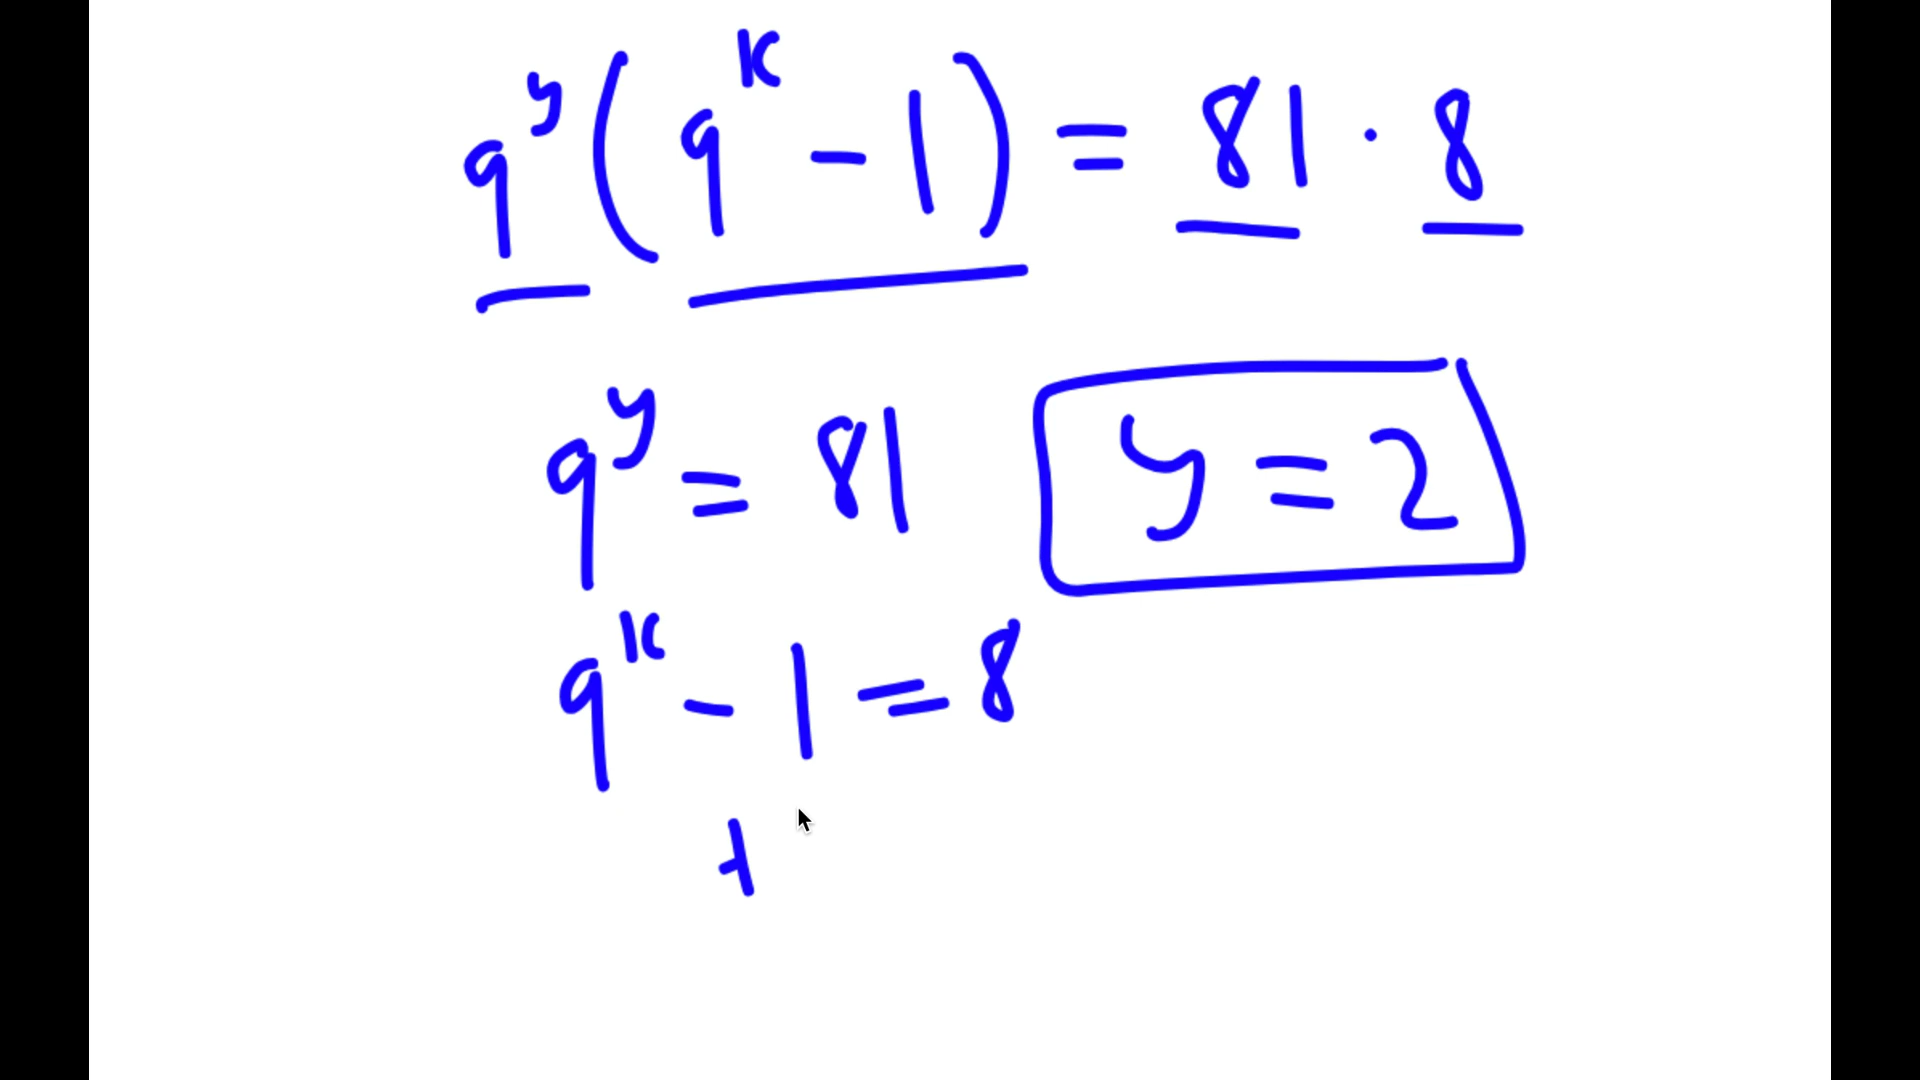 9^y(9^k - 1) = 81 · 8
9^y = 81
y = 2
9^k - 1 = 8
+